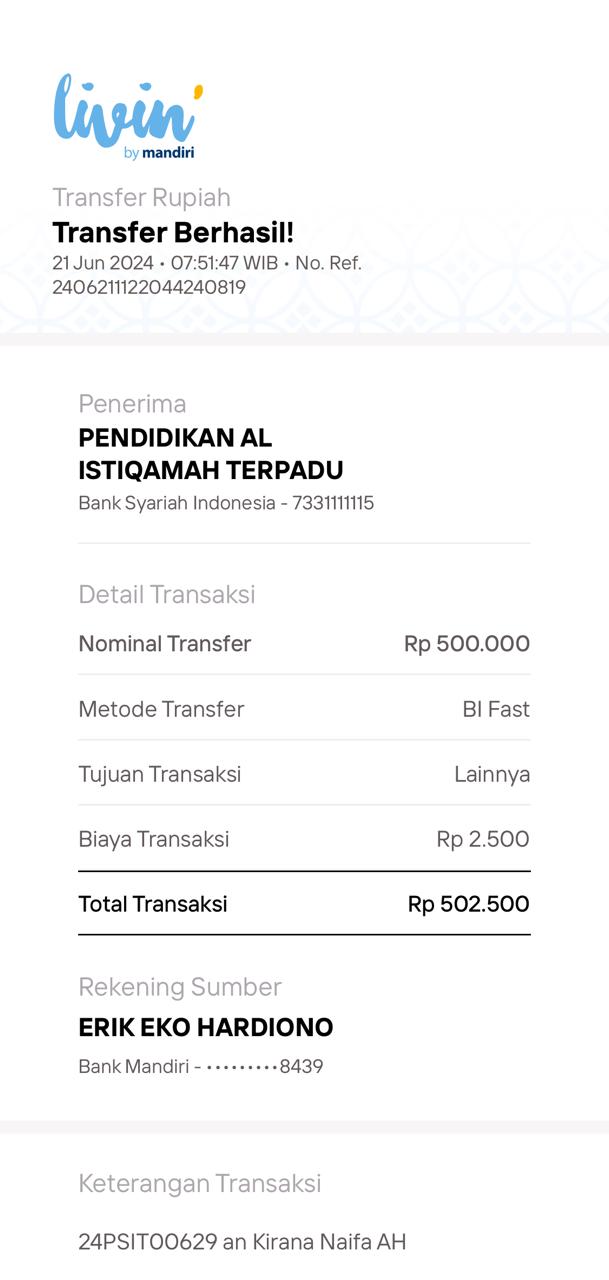 livin'
by mandiri
Transfer Rupiah
Transfer Berhasil!
21 Jun 2024 • 07:51:47 WIB • No. Ref.
2406211122044240819
Penerima
PENDIDIKAN AL
ISTIQAMAH TERPADU
Bank Syariah Indonesia - 7331111115
Detail Transaksi
Nominal Transfer Rp 500.000
Metode Transfer BI Fast
Tujuan Transaksi Lainnya
Biaya Transaksi Rp 2.500
Total Transaksi Rp 502.500
Rekening Sumber
ERIK EKO HARDIONO
Bank Mandiri - •••••••••8439
Keterangan Transaksi
24PSIT00629 an Kirana Naifa AH